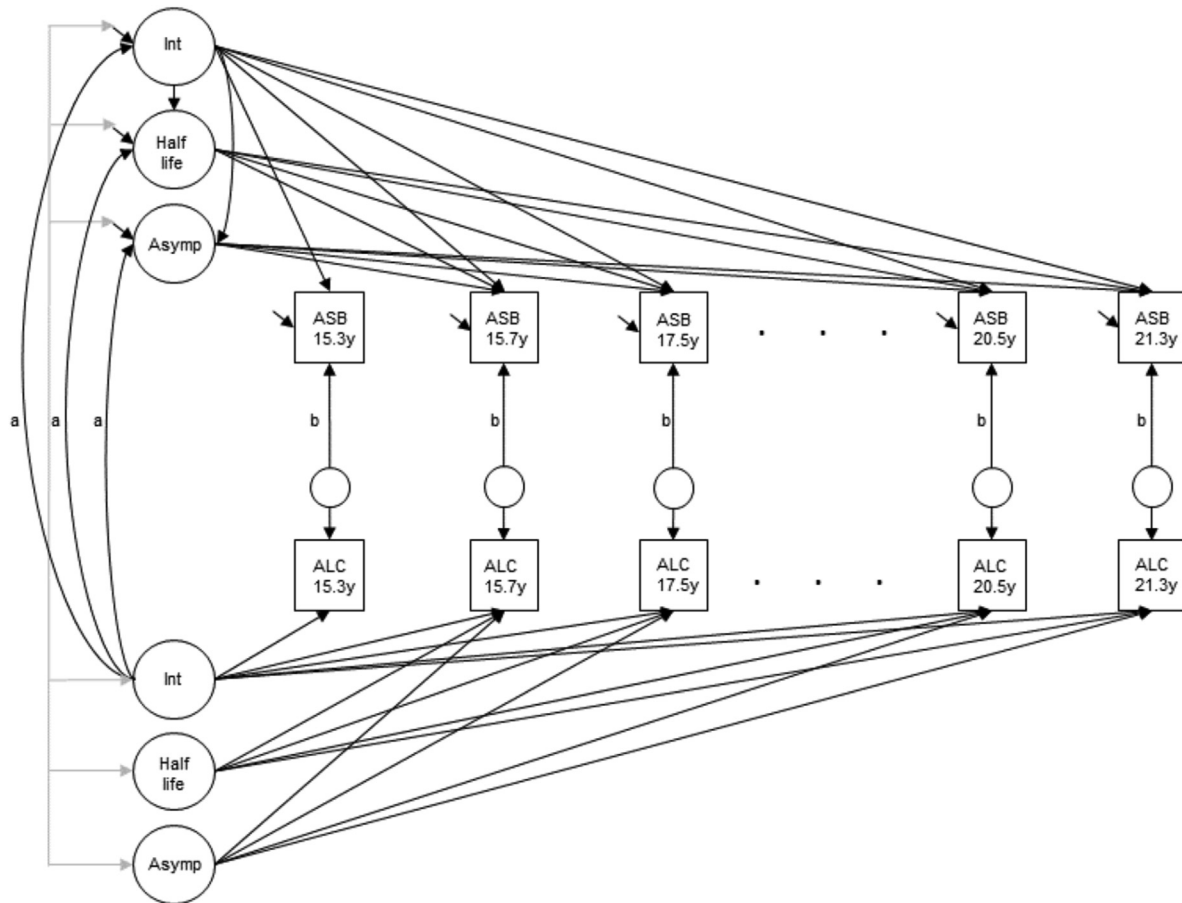 Int
Half
life
Asymp
ASB
15.3y
ASB
15.7y
ASB
17.5y
. . .
ASB
20.5y
ASB
21.3y
a
a
a
b
b
b
b
b
ALC
15.3y
ALC
15.7y
ALC
17.5y
. . .
ALC
20.5y
ALC
21.3y
Int
Half
life
Asymp